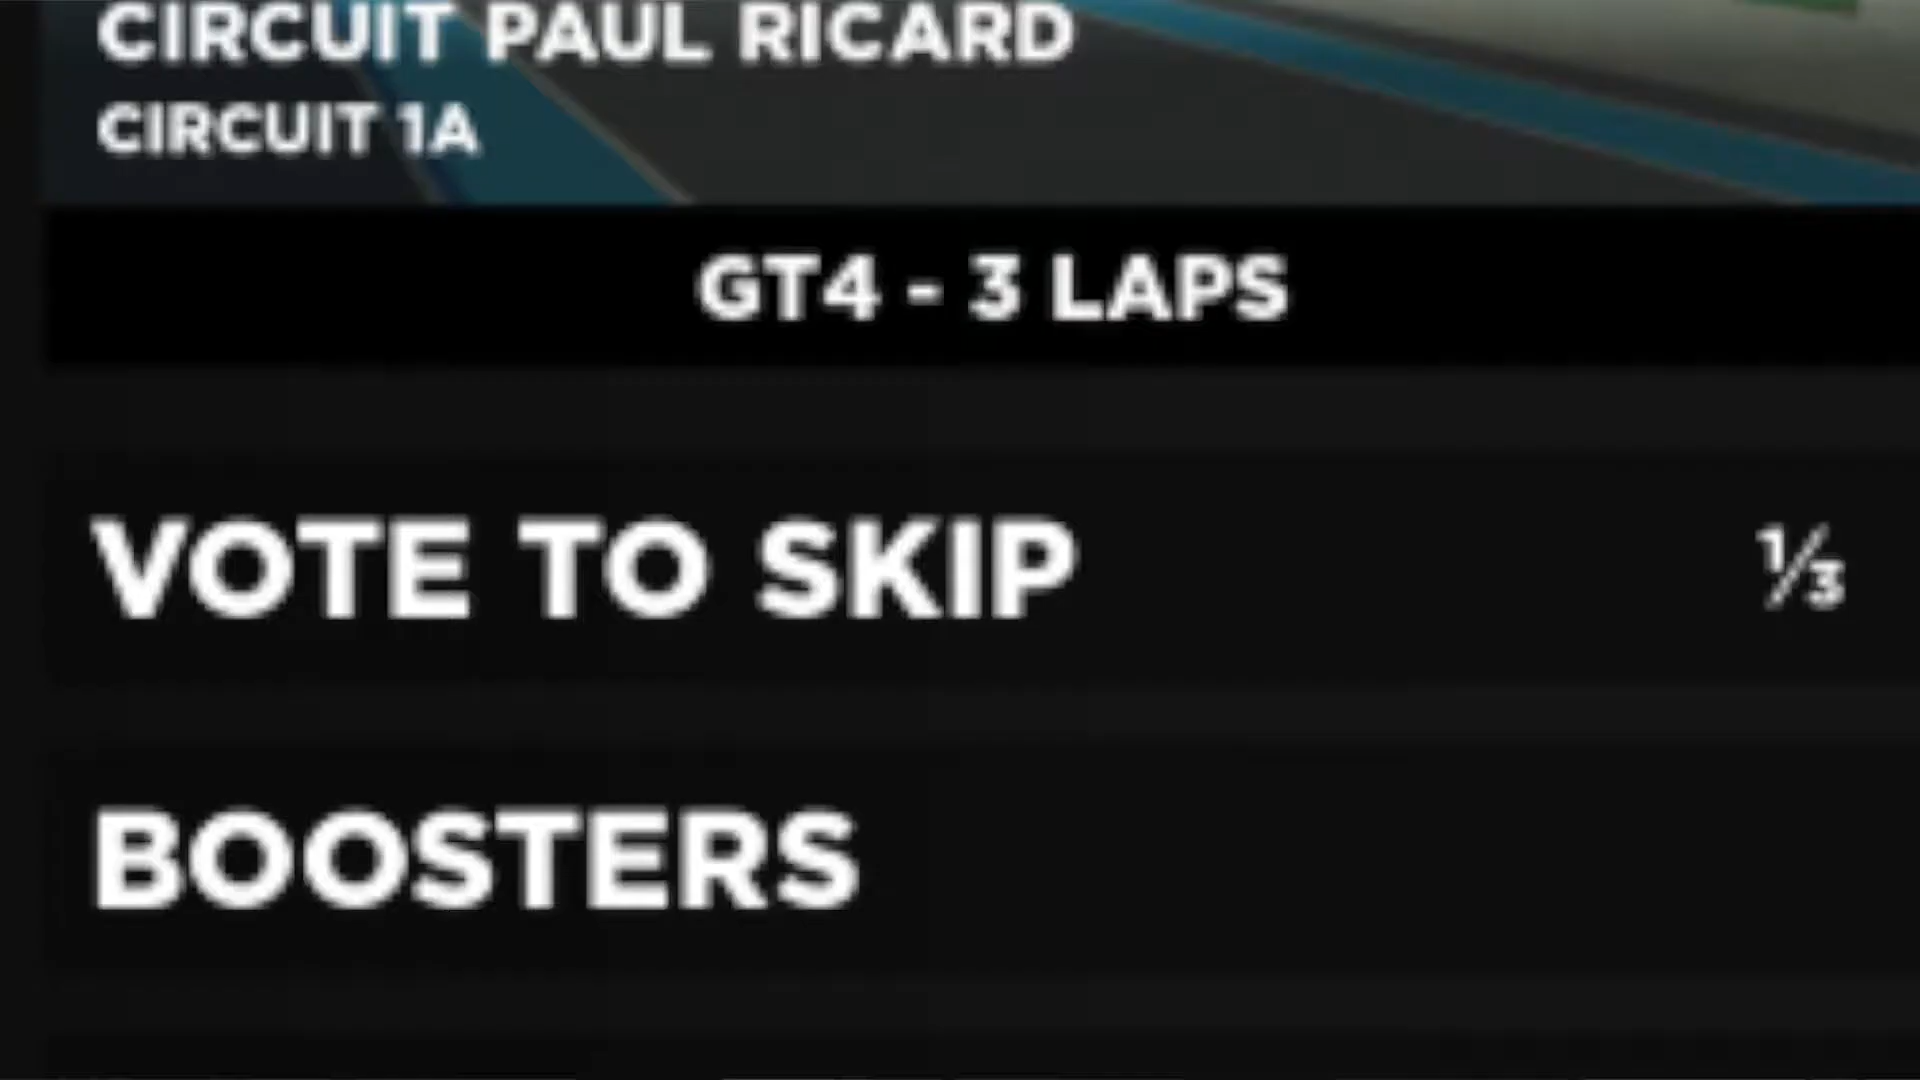 CIRCUIT PAUL RICARD
CIRCUIT 1A
GT4 - 3 LAPS
VOTE TO SKIP ⅓
BOOSTERS